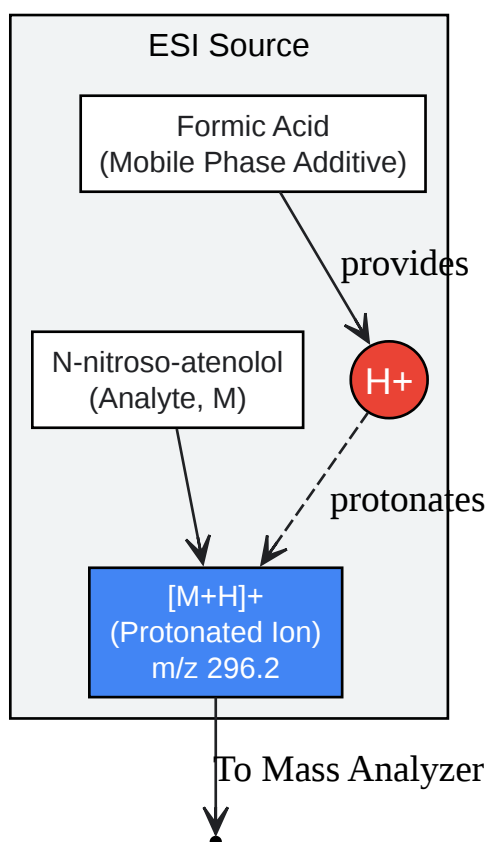 ESI Source
Formic Acid
(Mobile Phase Additive)
provides
N-nitroso-atenolol
(Analyte, M)
H+
protonates
[M+H]+
(Protonated Ion)
m/z 296.2
To Mass Analyzer